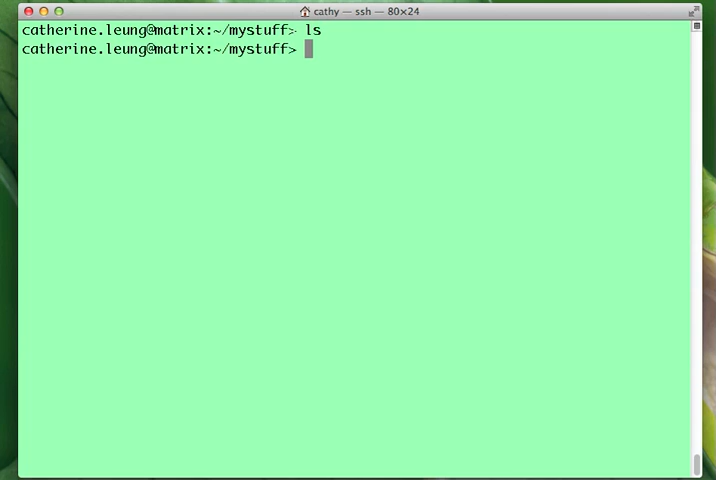 cathy — ssh — 80×24
catherine.leung@matrix:~/mystuff> ls
catherine.leung@matrix:~/mystuff>